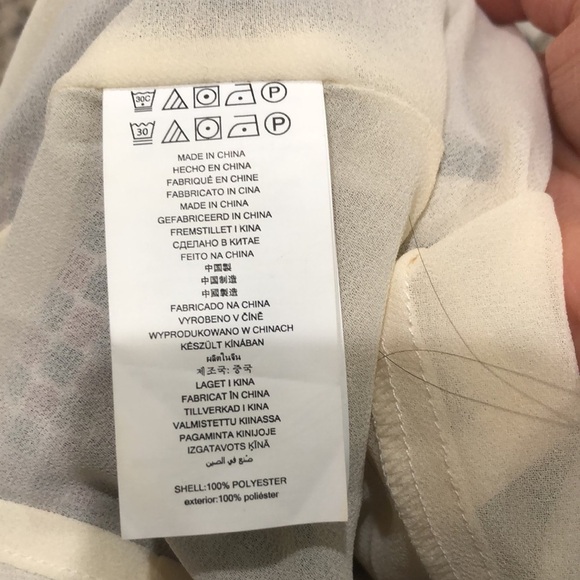 30C P
30 P
MADE IN CHINA
HECHO EN CHINA
FABRIQUÉ EN CHINE
FABBRICATO IN CINA
MADE IN CHINA
GEFABRICEERD IN CHINA
FREMSTILLET I KINA
СДЕЛАНО В КИТАЕ
FEITO NA CHINA
中国製
中国制造
中國製造
FABRICADO NA CHINA
VYROBENO V ČÍNĚ
WYPRODUKOWANO W CHINACH
KÉSZÜLT KÍNÁBAN
ผลิตในจีน
제조국: 중국
LAGET I KINA
FABRICAT ÎN CHINA
TILLVERKAD I KINA
VALMISTETTU KIINASSA
PAGAMINTA KINIJOJE
IZGATAVOTS ĶĪNĀ
صنع في الصين
SHELL:100% POLYESTER
exterior:100% poliéster